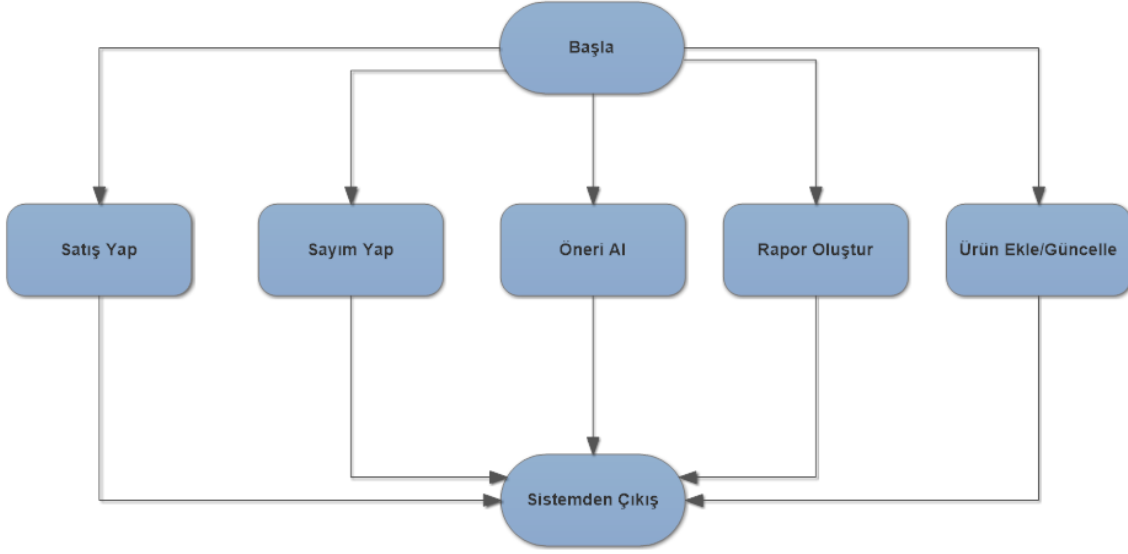 Başla
Satış Yap
Sayım Yap
Öneri Al
Rapor Oluştur
Ürün Ekle/Güncelle
Sistemden Çıkış